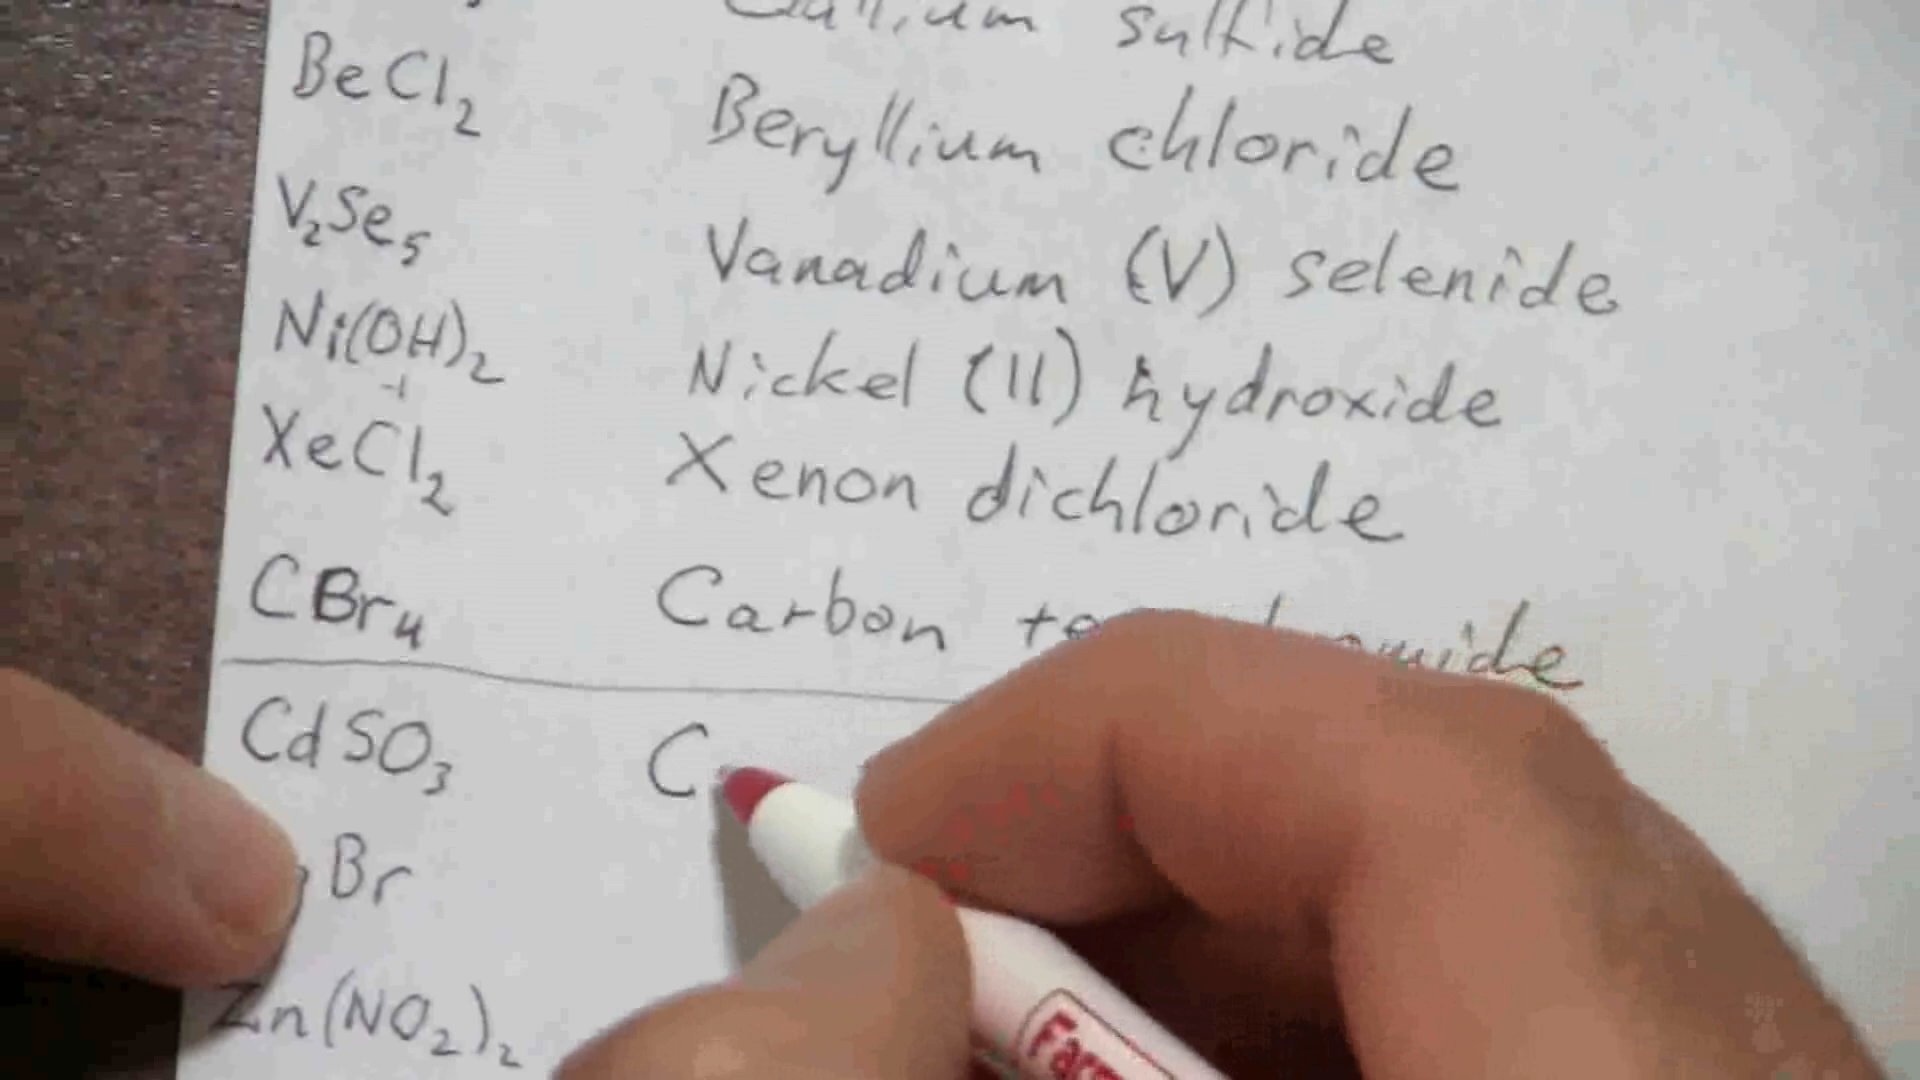 sulfide
BeCl₂ Beryllium chloride
V₂Se₅ Vanadium (V) selenide
Ni(OH)₂ Nickel (II) hydroxide
-1
XeCl₂ Xenon dichloride
CBr₄ Carbon
CdSO₃ C
Br
Zn(NO₂)₂